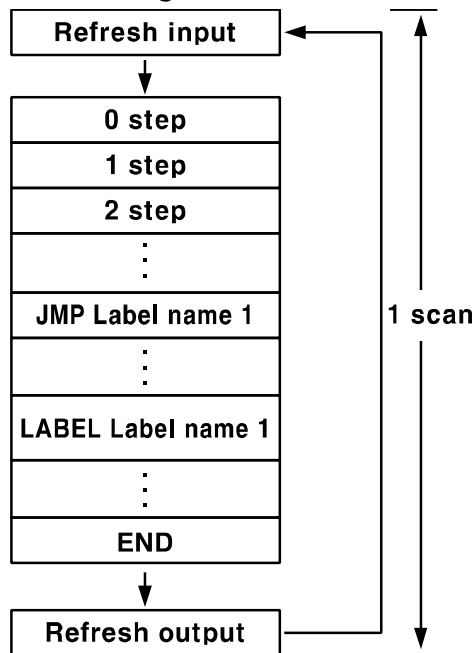 Refresh input
0 step
1 step
2 step
JMP Label name 1
1 scan
LABEL Label name 1
END
Refresh output